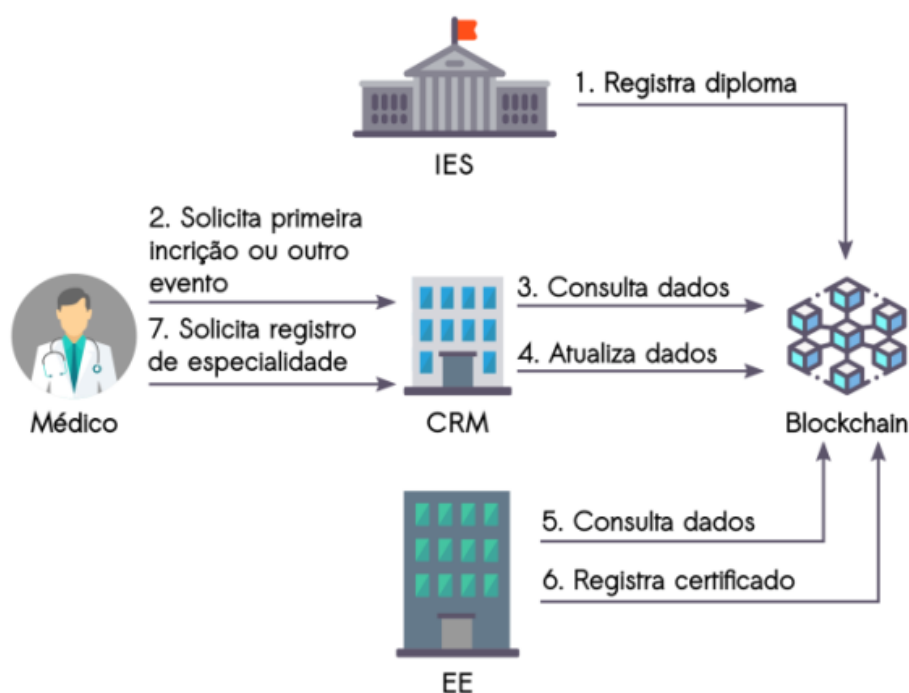 1. Registra diploma
IES
2. Solicita primeira
incrição ou outro
evento
7. Solicita registro
de especialidade
3. Consulta dados
4. Atualiza dados
Médico
CRM
Blockchain
5. Consulta dados
6. Registra certificado
EE